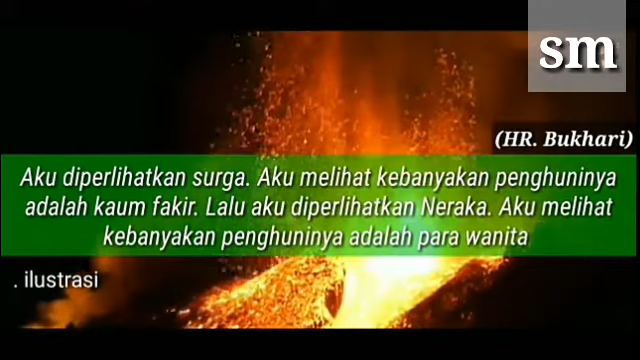 sm
(HR. Bukhari)
Aku diperlihatkan surga. Aku melihat kebanyakan penghuninya
adalah kaum fakir. Lalu aku diperlihatkan Neraka. Aku melihat
kebanyakan penghuninya adalah para wanita
. ilustrasi